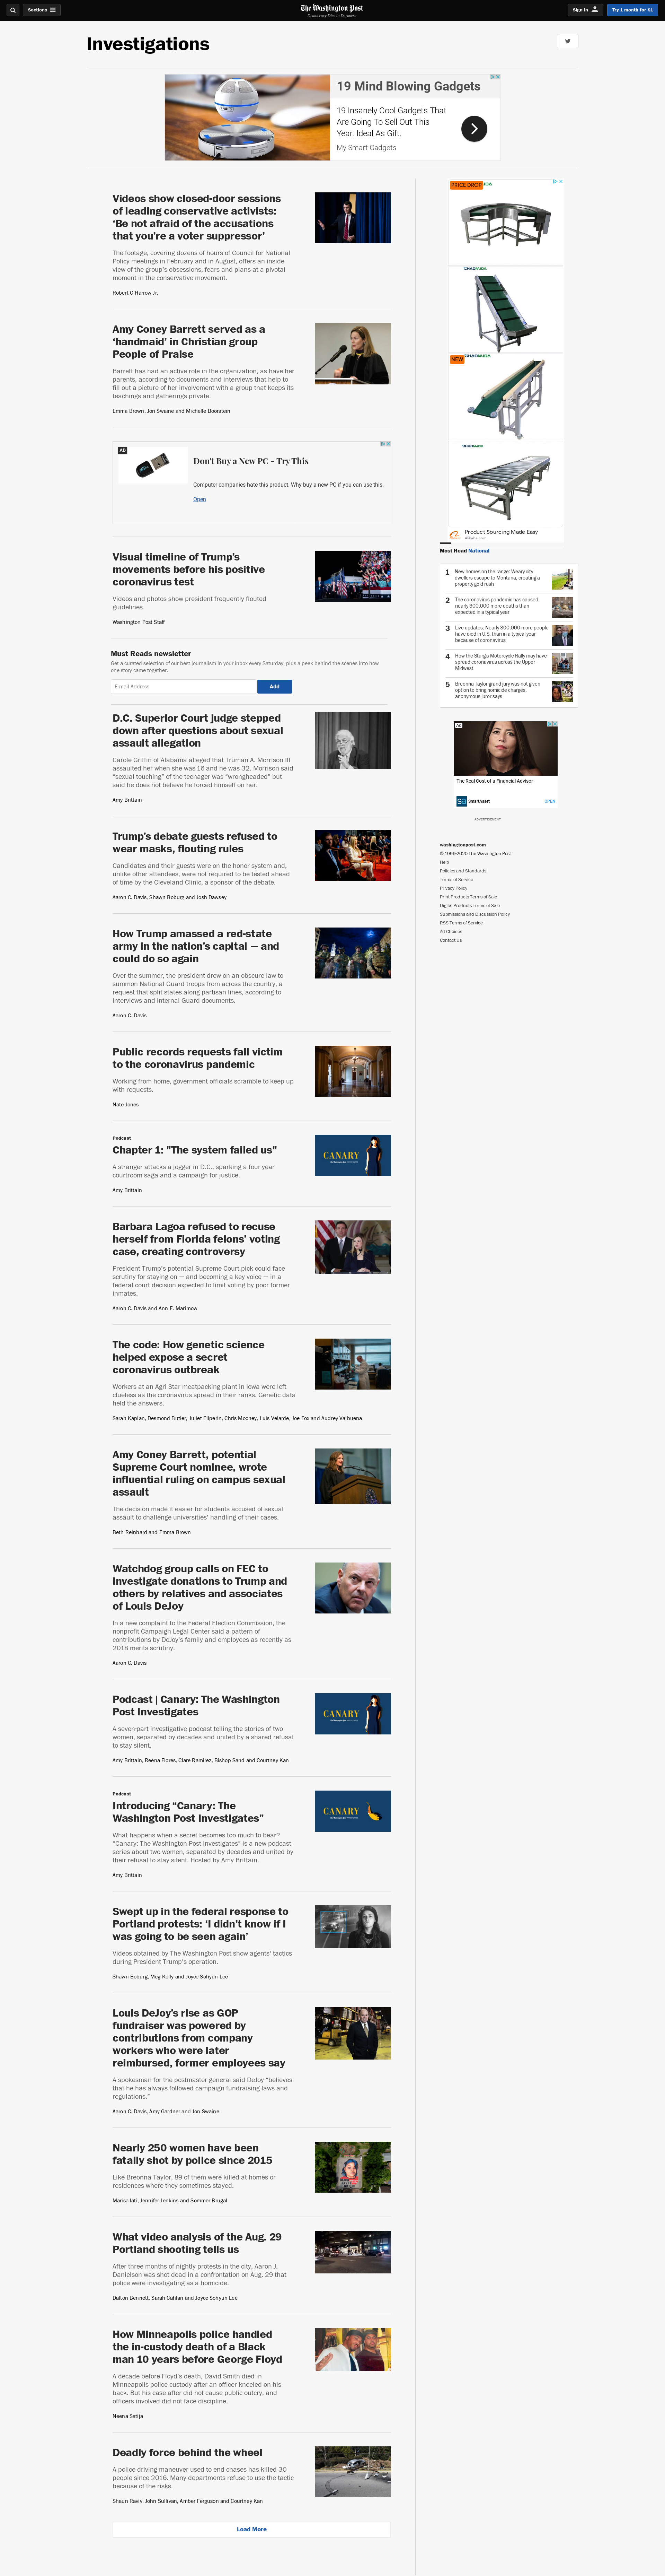 Sections
The Washington Post
Democracy Dies in Darkness
Sign In
Try 1 month for $1
Investigations
19 Mind Blowing Gadgets
19 Insanely Cool Gadgets That
Are Going To Sell Out This
Year. Ideal As Gift.
My Smart Gadgets
Videos show closed-door sessions
of leading conservative activists:
‘Be not afraid of the accusations
that you’re a voter suppressor’
The footage, covering dozens of hours of Council for National
Policy meetings in February and in August, offers an inside
view of the group’s obsessions, fears and plans at a pivotal
moment in the conservative movement.
Robert O'Harrow Jr.
Amy Coney Barrett served as a
‘handmaid’ in Christian group
People of Praise
Barrett has had an active role in the organization, as have her
parents, according to documents and interviews that help to
fill out a picture of her involvement with a group that keeps its
teachings and gatherings private.
Emma Brown, Jon Swaine and Michelle Boorstein
AD
Don't Buy a New PC - Try This
Computer companies hate this product. Why buy a new PC if you can use this.
Open
Visual timeline of Trump’s
movements before his positive
coronavirus test
Videos and photos show president frequently flouted
guidelines
Washington Post Staff
Must Reads newsletter
Get a curated selection of our best journalism in your inbox every Saturday, plus a peek behind the scenes into how
one story came together.
E-mail Address
Add
D.C. Superior Court judge stepped
down after questions about sexual
assault allegation
Carole Griffin of Alabama alleged that Truman A. Morrison III
assaulted her when she was 16 and he was 32. Morrison said
“sexual touching” of the teenager was “wrongheaded” but
said he does not believe he forced himself on her.
Amy Brittain
Trump’s debate guests refused to
wear masks, flouting rules
Candidates and their guests were on the honor system and,
unlike other attendees, were not required to be tested ahead
of time by the Cleveland Clinic, a sponsor of the debate.
Aaron C. Davis, Shawn Boburg and Josh Dawsey
How Trump amassed a red-state
army in the nation’s capital — and
could do so again
Over the summer, the president drew on an obscure law to
summon National Guard troops from across the country, a
request that split states along partisan lines, according to
interviews and internal Guard documents.
Aaron C. Davis
Public records requests fall victim
to the coronavirus pandemic
Working from home, government officials scramble to keep up
with requests.
Nate Jones
Podcast
Chapter 1: "The system failed us"
A stranger attacks a jogger in D.C., sparking a four-year
courtroom saga and a campaign for justice.
Amy Brittain
CANARY
Barbara Lagoa refused to recuse
herself from Florida felons’ voting
case, creating controversy
President Trump’s potential Supreme Court pick could face
scrutiny for staying on — and becoming a key voice — in a
federal court decision expected to limit voting by poor former
inmates.
Aaron C. Davis and Ann E. Marimow
The code: How genetic science
helped expose a secret
coronavirus outbreak
Workers at an Agri Star meatpacking plant in Iowa were left
clueless as the coronavirus spread in their ranks. Genetic data
held the answers.
Sarah Kaplan, Desmond Butler, Juliet Eilperin, Chris Mooney, Luis Velarde, Joe Fox and Audrey Valbuena
Amy Coney Barrett, potential
Supreme Court nominee, wrote
influential ruling on campus sexual
assault
The decision made it easier for students accused of sexual
assault to challenge universities’ handling of their cases.
Beth Reinhard and Emma Brown
Watchdog group calls on FEC to
investigate donations to Trump and
others by relatives and associates
of Louis DeJoy
In a new complaint to the Federal Election Commission, the
nonprofit Campaign Legal Center said a pattern of
contributions by DeJoy’s family and employees as recently as
2018 merits scrutiny.
Aaron C. Davis
Podcast | Canary: The Washington
Post Investigates
A seven-part investigative podcast telling the stories of two
women, separated by decades and united by a shared refusal
to stay silent.
Amy Brittain, Reena Flores, Clare Ramirez, Bishop Sand and Courtney Kan
CANARY
Podcast
Introducing “Canary: The
Washington Post Investigates”
What happens when a secret becomes too much to bear?
“Canary: The Washington Post Investigates” is a new podcast
series about two women, separated by decades and united by
their refusal to stay silent. Hosted by Amy Brittain.
Amy Brittain
CANARY
Swept up in the federal response to
Portland protests: ‘I didn’t know if I
was going to be seen again’
Videos obtained by The Washington Post show agents’ tactics
during President Trump’s operation.
Shawn Boburg, Meg Kelly and Joyce Sohyun Lee
Louis DeJoy’s rise as GOP
fundraiser was powered by
contributions from company
workers who were later
reimbursed, former employees say
A spokesman for the postmaster general said DeJoy “believes
that he has always followed campaign fundraising laws and
regulations.”
Aaron C. Davis, Amy Gardner and Jon Swaine
Nearly 250 women have been
fatally shot by police since 2015
Like Breonna Taylor, 89 of them were killed at homes or
residences where they sometimes stayed.
Marisa Iati, Jennifer Jenkins and Sommer Brugal
What video analysis of the Aug. 29
Portland shooting tells us
After three months of nightly protests in the city, Aaron J.
Danielson was shot dead in a confrontation on Aug. 29 that
police were investigating as a homicide.
Dalton Bennett, Sarah Cahlan and Joyce Sohyun Lee
How Minneapolis police handled
the in-custody death of a Black
man 10 years before George Floyd
A decade before Floyd’s death, David Smith died in
Minneapolis police custody after an officer kneeled on his
back. But his case after did not cause public outcry, and
officers involved did not face discipline.
Neena Satija
Deadly force behind the wheel
A police driving maneuver used to end chases has killed 30
people since 2016. Many departments refuse to use the tactic
because of the risks.
Shaun Raviv, John Sullivan, Amber Ferguson and Courtney Kan
Load More
PRICE DROP
NEW
Product Sourcing Made Easy
Alibaba.com
Most Read National
1 New homes on the range: Weary city
dwellers escape to Montana, creating a
property gold rush
2 The coronavirus pandemic has caused
nearly 300,000 more deaths than
expected in a typical year
3 Live updates: Nearly 300,000 more people
have died in U.S. than in a typical year
because of coronavirus
4 How the Sturgis Motorcycle Rally may have
spread coronavirus across the Upper
Midwest
5 Breonna Taylor grand jury was not given
option to bring homicide charges,
anonymous juror says
AD
The Real Cost of a Financial Advisor
SmartAsset
OPEN
ADVERTISEMENT
washingtonpost.com
© 1996-2020 The Washington Post
Help
Policies and Standards
Terms of Service
Privacy Policy
Print Products Terms of Sale
Digital Products Terms of Sale
Submissions and Discussion Policy
RSS Terms of Service
Ad Choices
Contact Us